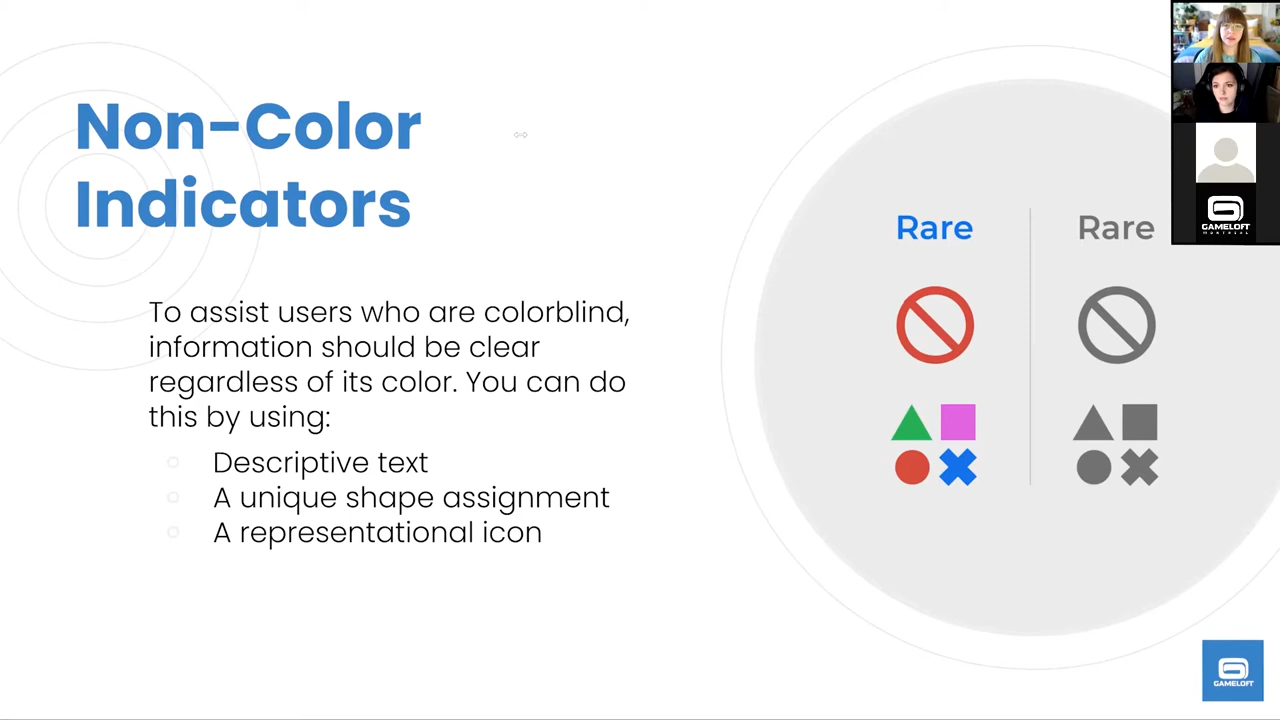 Non-Color
Indicators
To assist users who are colorblind,
information should be clear
regardless of its color. You can do
this by using:
Descriptive text
A unique shape assignment
A representational icon
Rare
Rare
GAMELOFT
MONTREAL
GAMELOFT